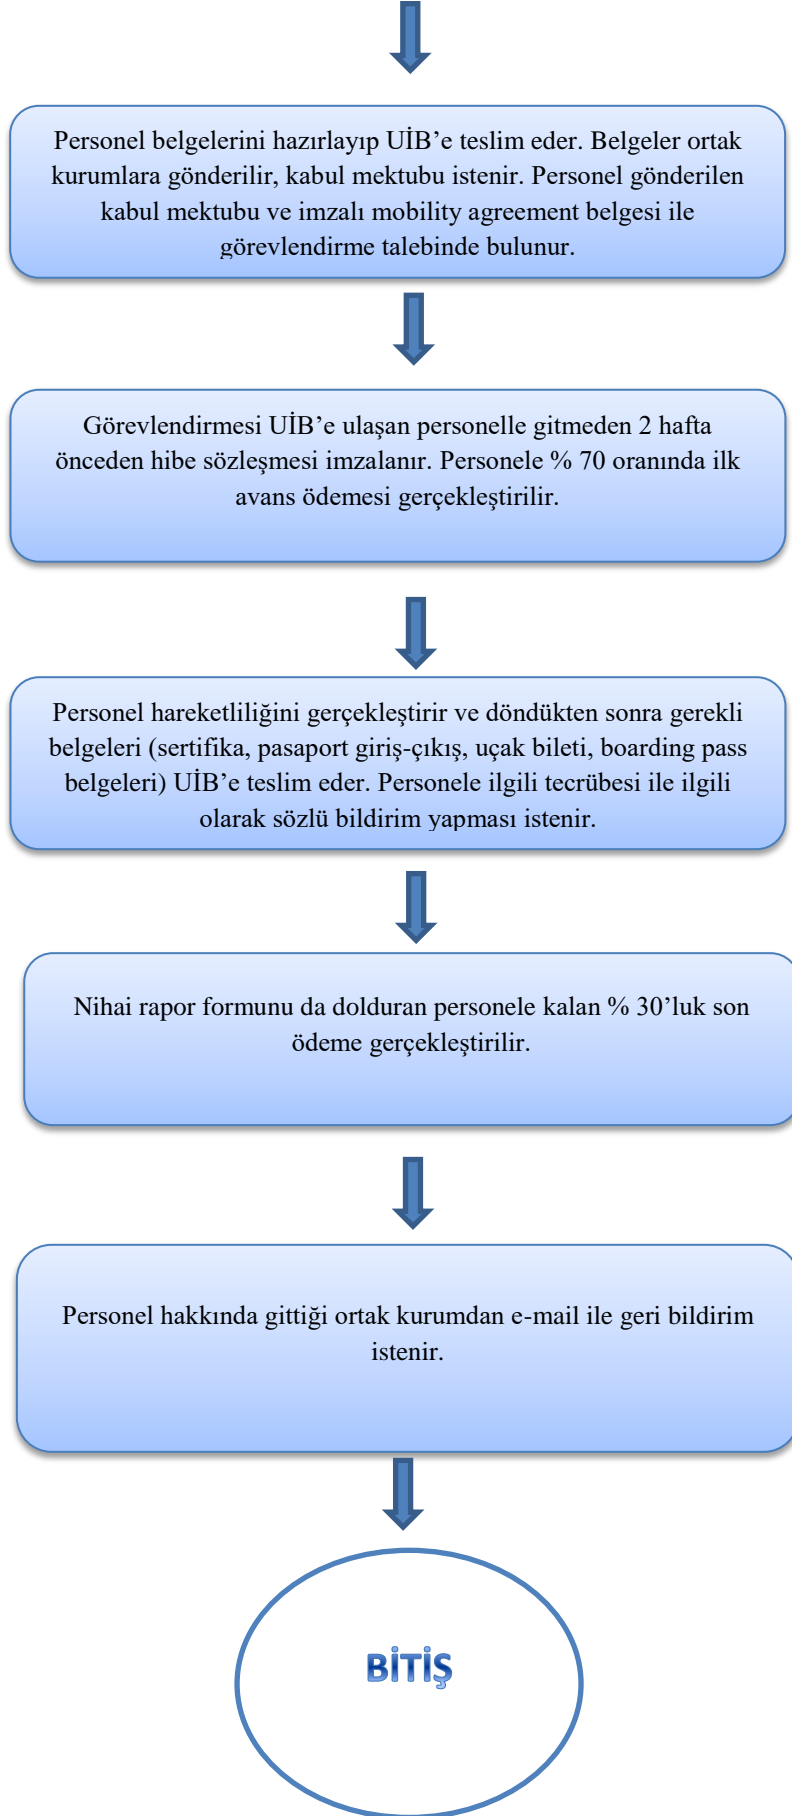 Personel belgelerini hazırlayıp UİB’e teslim eder. Belgeler ortak
kurumlara gönderilir, kabul mektubu istenir. Personel gönderilen
kabul mektubu ve imzalı mobility agreement belgesi ile
görevlendirme talebinde bulunur.
Görevlendirmesi UİB’e ulaşan personelle gitmeden 2 hafta
önceden hibe sözleşmesi imzalanır. Personele % 70 oranında ilk
avans ödemesi gerçekleştirilir.
Personel hareketliliğini gerçekleştirir ve döndükten sonra gerekli
belgeleri (sertifika, pasaport giriş-çıkış, uçak bileti, boarding pass
belgeleri) UİB’e teslim eder. Personele ilgili tecrübesi ile ilgili
olarak sözlü bildirim yapması istenir.
Nihai rapor formunu da dolduran personele kalan % 30’luk son
ödeme gerçekleştirilir.
Personel hakkında gittiği ortak kurumdan e-mail ile geri bildirim
istenir.
BİTİŞ